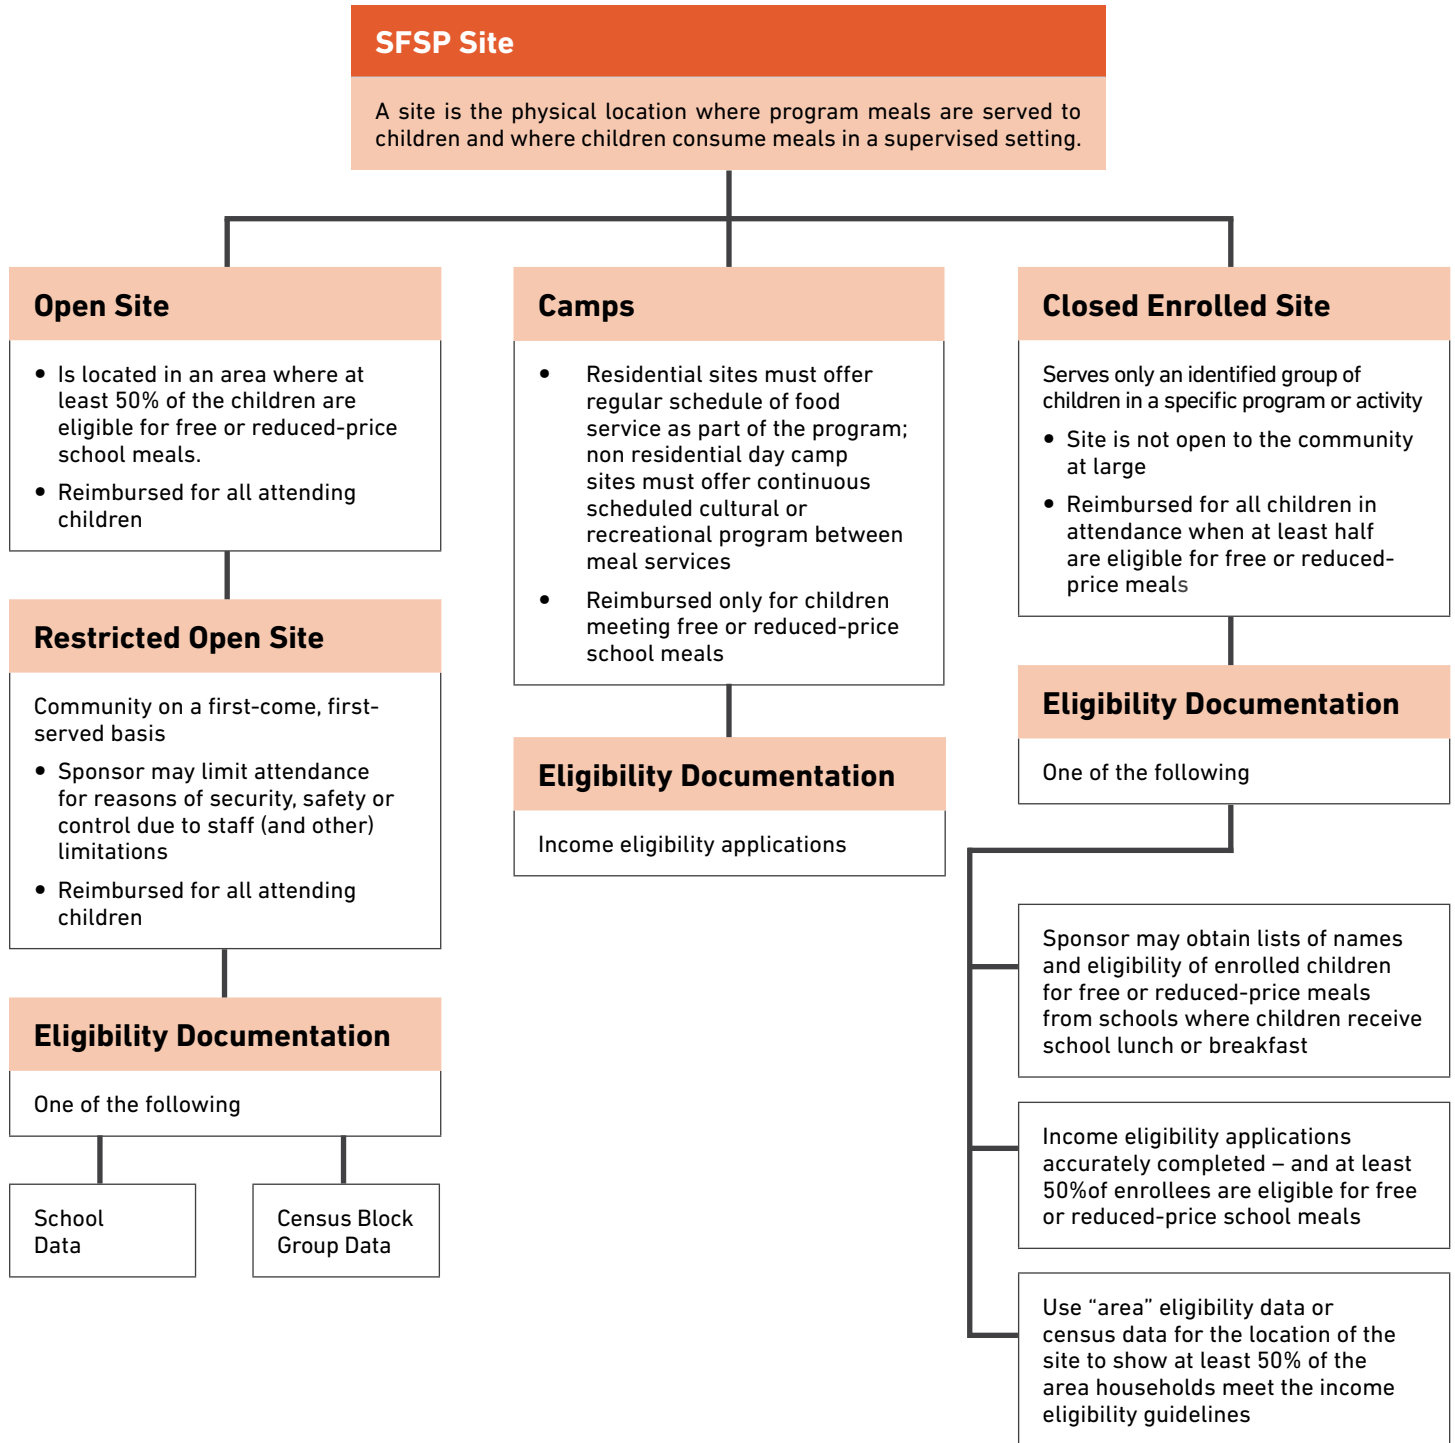 SFSP Site
A site is the physical location where program meals are served to
children and where children consume meals in a supervised setting.
Open Site
• Is located in an area where at
least 50% of the children are
eligible for free or reduced-price
school meals.
• Reimbursed for all attending
children
Restricted Open Site
Community on a first-come, first-
served basis
• Sponsor may limit attendance
for reasons of security, safety or
control due to staff (and other)
limitations
• Reimbursed for all attending
children
Eligibility Documentation
One of the following
School
Data
Census Block
Group Data
Camps
• Residential sites must offer
regular schedule of food
service as part of the program;
non residential day camp
sites must offer continuous
scheduled cultural or
recreational program between
meal services
• Reimbursed only for children
meeting free or reduced-price
school meals
Eligibility Documentation
Income eligibility applications
Closed Enrolled Site
Serves only an identified group of
children in a specific program or activity
• Site is not open to the community
at large
• Reimbursed for all children in
attendance when at least half
are eligible for free or reduced-
price meals
Eligibility Documentation
One of the following
Sponsor may obtain lists of names
and eligibility of enrolled children
for free or reduced-price meals
from schools where children receive
school lunch or breakfast
Income eligibility applications
accurately completed – and at least
50%of enrollees are eligible for free
or reduced-price school meals
Use “area” eligibility data or
census data for the location of the
site to show at least 50% of the
area households meet the income
eligibility guidelines